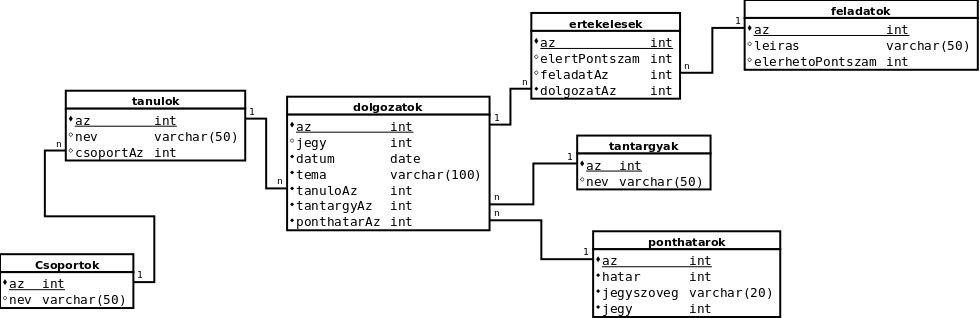 feladatok
az int
leiras varchar(50)
elerhetoPontszam int
ertekelesek
az int
elertPontszam int
feladatAz int
dolgozatAz int
1
n
n
tanulok
az int
nev varchar(50)
csoportAz int
1
n
dolgozatok
az int
jegy int
datum date
tema varchar(100)
tanuloAz int
tantargyAz int
ponthatarAz int
1
n
n
n
tantargyak
az int
nev varchar(50)
1
ponthatarok
az int
hatar int
jegyszoveg varchar(20)
jegy int
1
Csoportok
az int
nev varchar(50)
1